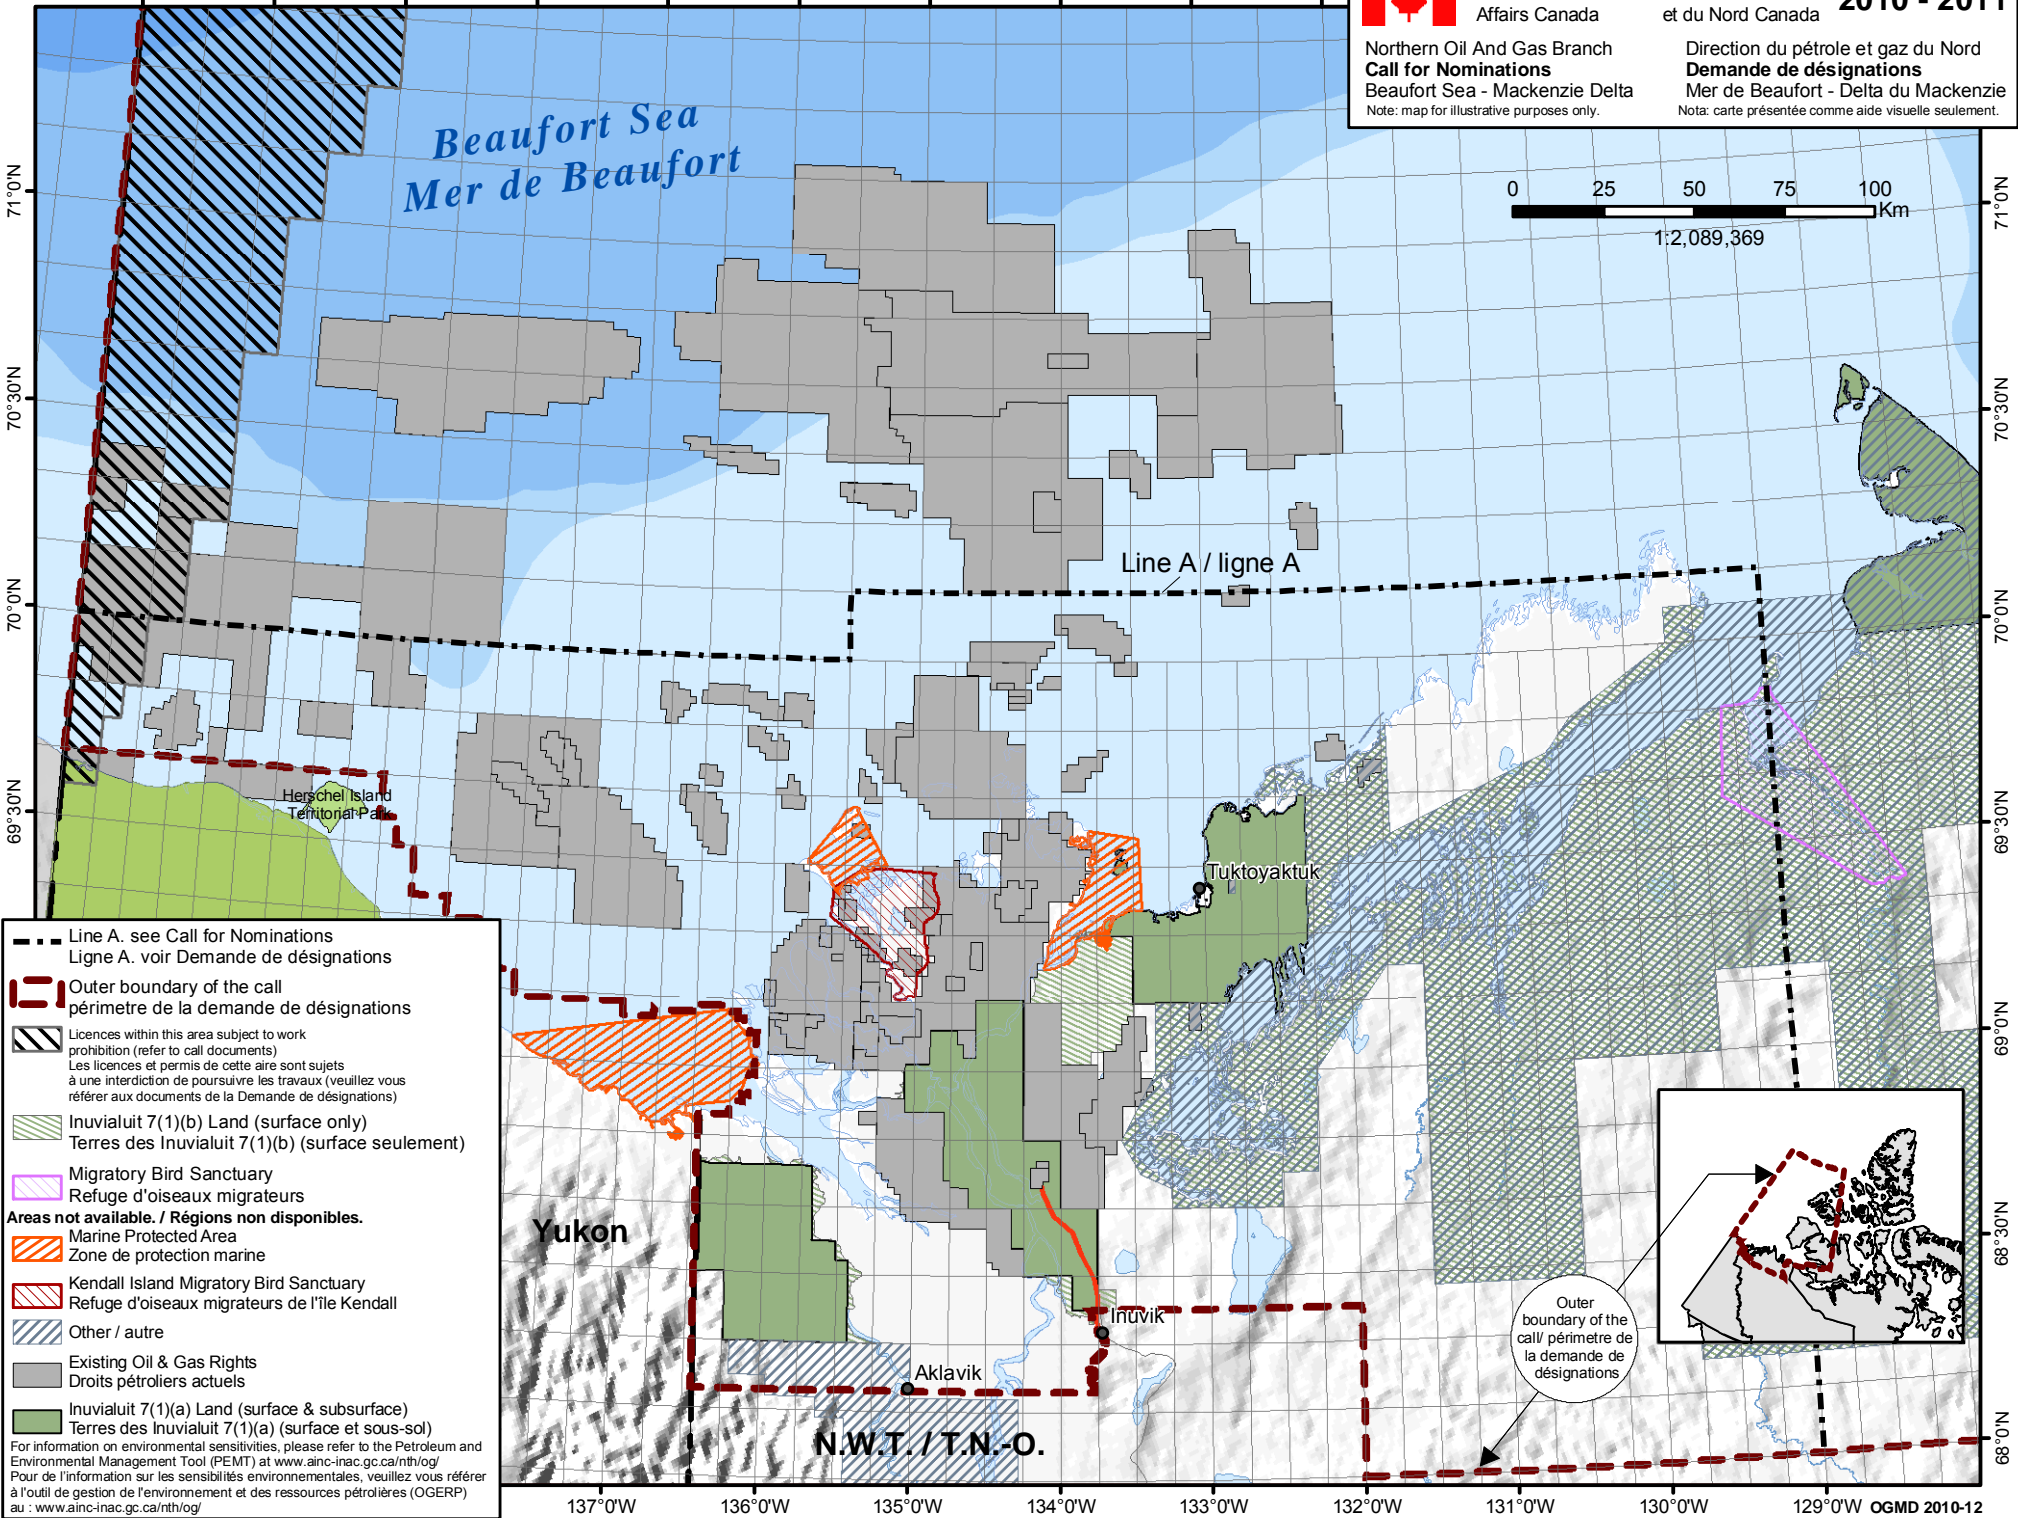 Affairs Canada
et du Nord Canada
2010 - 2011
Northern Oil And Gas Branch
Call for Nominations
Beaufort Sea - Mackenzie Delta
Note: map for illustrative purposes only.
Direction du pétrole et gaz du Nord
Demande de désignations
Mer de Beaufort - Delta du Mackenzie
Nota: carte présentée comme aide visuelle seulement.
Beaufort Sea
Mer de Beaufort
0 25 50 75 100
Km
1:2,089,369
71°0'N
70°30'N
70°0'N
69°30'N
71°0'N
70°30'N
70°0'N
69°30'N
69°0'N
68°30'N
68°0'N
Line A / ligne A
Herschel Island
Territorial Park
Tuktoyaktuk
Inuvik
Aklavik
Yukon
N.W.T. / T.N.-O.
Outer
boundary of the
call/ périmetre de
la demande de
désignations
Line A. see Call for Nominations
Ligne A. voir Demande de désignations
Outer boundary of the call
périmetre de la demande de désignations
Licences within this area subject to work
prohibition (refer to call documents)
Les licences et permis de cette aire sont sujets
à une interdiction de poursuivre les travaux (veuillez vous
référer aux documents de la Demande de désignations)
Inuvialuit 7(1)(b) Land (surface only)
Terres des Inuvialuit 7(1)(b) (surface seulement)
Migratory Bird Sanctuary
Refuge d'oiseaux migrateurs
Areas not available. / Régions non disponibles.
Marine Protected Area
Zone de protection marine
Kendall Island Migratory Bird Sanctuary
Refuge d'oiseaux migrateurs de l'île Kendall
Other / autre
Existing Oil & Gas Rights
Droits pétroliers actuels
Inuvialuit 7(1)(a) Land (surface & subsurface)
Terres des Inuvialuit 7(1)(a) (surface et sous-sol)
For information on environmental sensitivities, please refer to the Petroleum and
Environmental Management Tool (PEMT) at www.ainc-inac.gc.ca/nth/og/
Pour de l'information sur les sensibilités environnementales, veuillez vous référer
à l'outil de gestion de l'environnement et des ressources pétrolières (OGERP)
au : www.ainc-inac.gc.ca/nth/og/
137°0'W 136°0'W 135°0'W 134°0'W 133°0'W 132°0'W 131°0'W 130°0'W 129°0'W
OGMD 2010-12